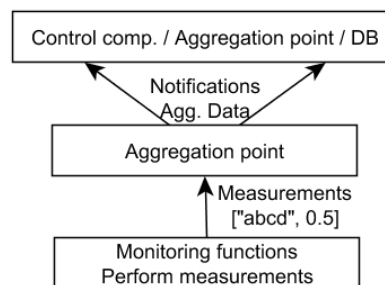 Control comp. / Aggregation point / DB
Notifications
Agg. Data
Aggregation point
Measurements
["abcd", 0.5]
Monitoring functions
Perform measurements